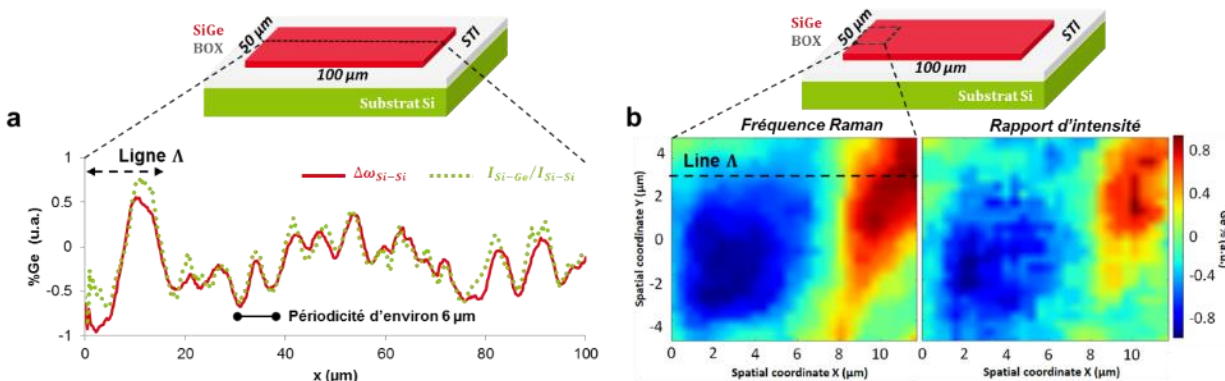 SiGe
BOX
50 µm
100 µm
STI
Substrat Si
SiGe
BOX
50 µm
100 µm
STI
Substrat Si
a
Ligne Λ
Δω_Si−Si
I_Si−Ge/I_Si−Si
%Ge (u.a.)
1
0.5
0
-0.5
-1
Périodicité d'environ 6 µm
0 20 40 60 80 100
x (µm)
b
Fréquence Raman
Rapport d'intensité
Line Λ
Spatial coordinate Y (µm)
4
2
0
-2
-4
0 2 4 6 8 10
Spatial coordinate X (µm)
0 2 4 6 8 10
Spatial coordinate X (µm)
0.8
0.4
0
-0.4
-0.8
Ge % (a.u.)